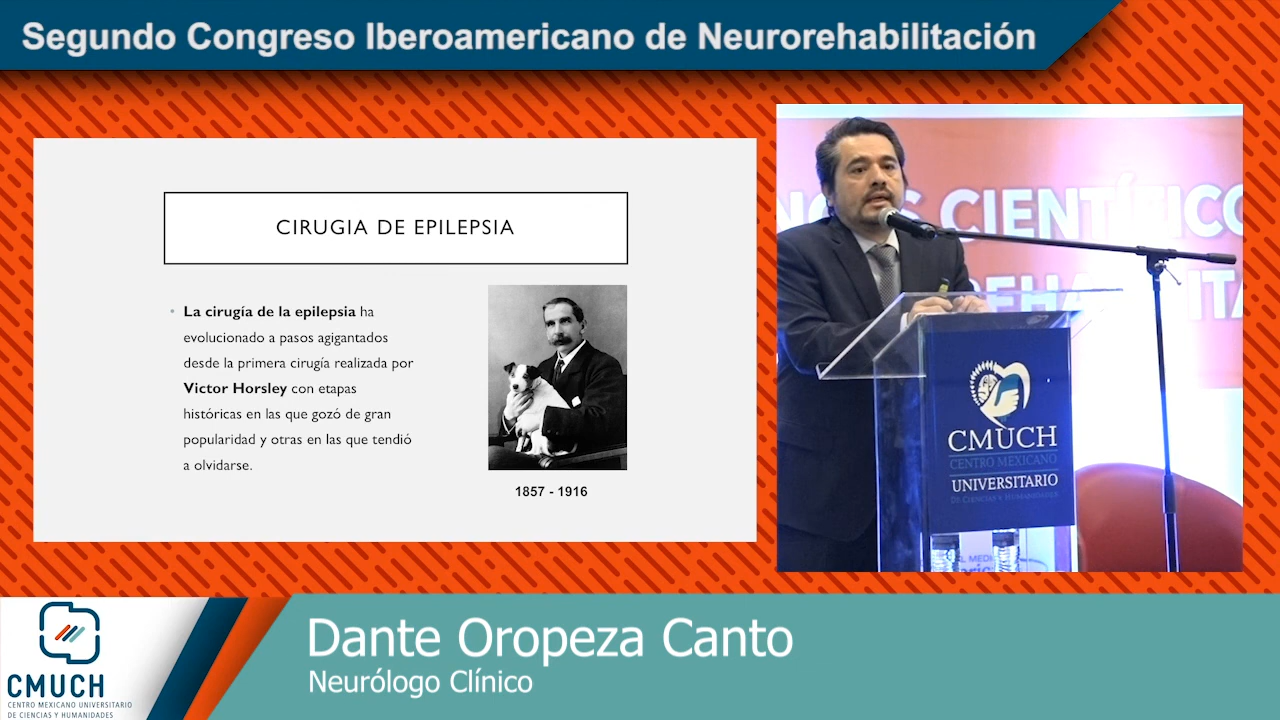 Segundo Congreso Iberoamericano de Neurorehabilitación
CIRUGIA DE EPILEPSIA
• La cirugía de la epilepsia ha
evolucionado a pasos agigantados
desde la primera cirugía realizada por
Victor Horsley con etapas
históricas en las que gozó de gran
popularidad y otras en las que tendió
a olvidarse.
1857 - 1916
CIENTÍFICO
CMUCH
CENTRO MEXICANO
UNIVERSITARIO
DE CIENCIAS Y HUMANIDADES
Dante Oropeza Canto
Neurólogo Clínico
CMUCH
CENTRO MEXICANO UNIVERSITARIO
DE CIENCIAS Y HUMANIDADES